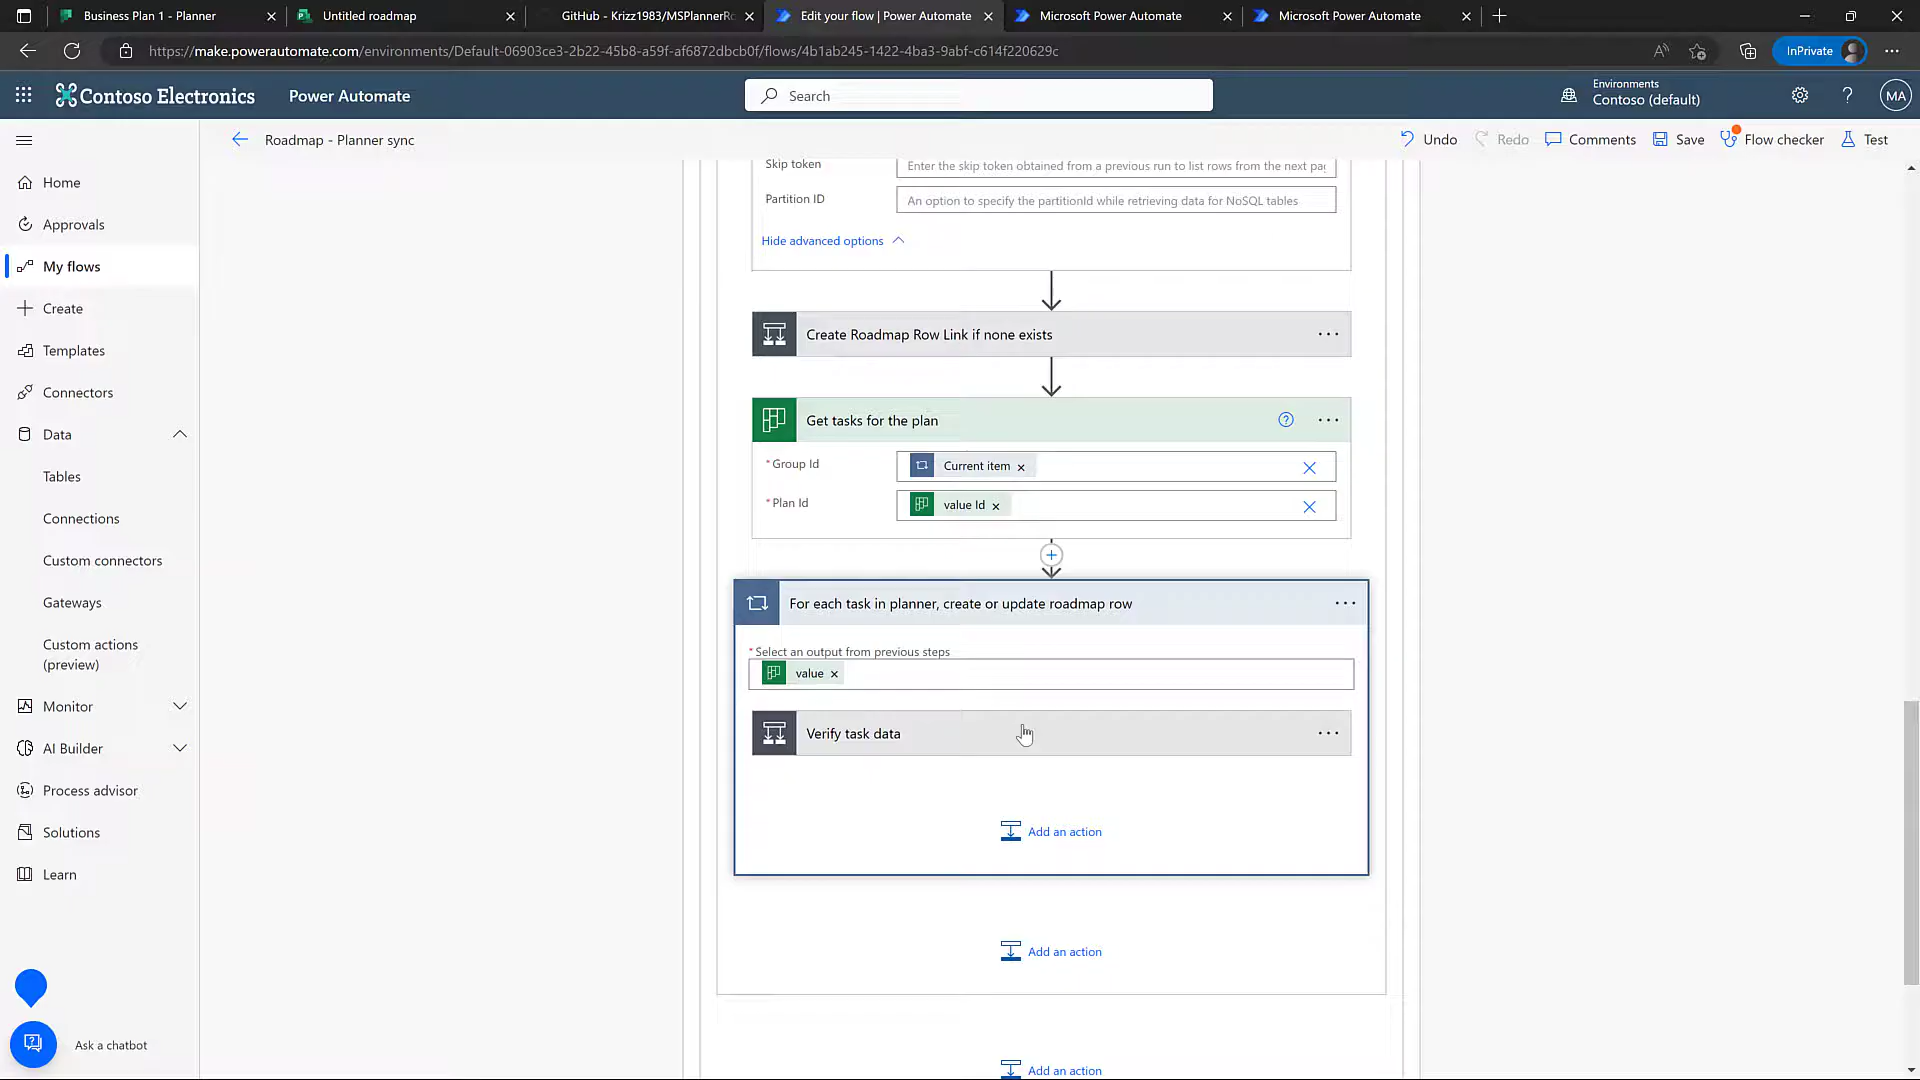 Business Plan 1 - Planner
Untitled roadmap
GitHub - Krizz1983/MSPlannerRo
Edit your flow | Power Automate
Microsoft Power Automate
Microsoft Power Automate
https://make.powerautomate.com/environments/Default-06903ce3-2b22-45b8-a59f-af6872dbcb0f/flows/4b1ab245-1422-4ba3-9abf-c614f220629c
InPrivate
Contoso Electronics
Power Automate
Search
Environments
Contoso (default)
MA
Roadmap - Planner sync
Undo
Redo
Comments
Save
Flow checker
Test
Home
Approvals
My flows
Create
Templates
Connectors
Data
Tables
Connections
Custom connectors
Gateways
Custom actions
(preview)
Monitor
AI Builder
Process advisor
Solutions
Learn
Ask a chatbot
Skip token
Enter the skip token obtained from a previous run to list rows from the next pag
Partition ID
An option to specify the partitionId while retrieving data for NoSQL tables
Hide advanced options
Create Roadmap Row Link if none exists
Get tasks for the plan
* Group Id
Current item
* Plan Id
value Id
For each task in planner, create or update roadmap row
* Select an output from previous steps
value
Verify task data
Add an action
Add an action
Add an action